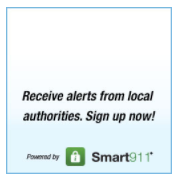 Receive alerts from local
authorities. Sign up now!
Powered by Smart911